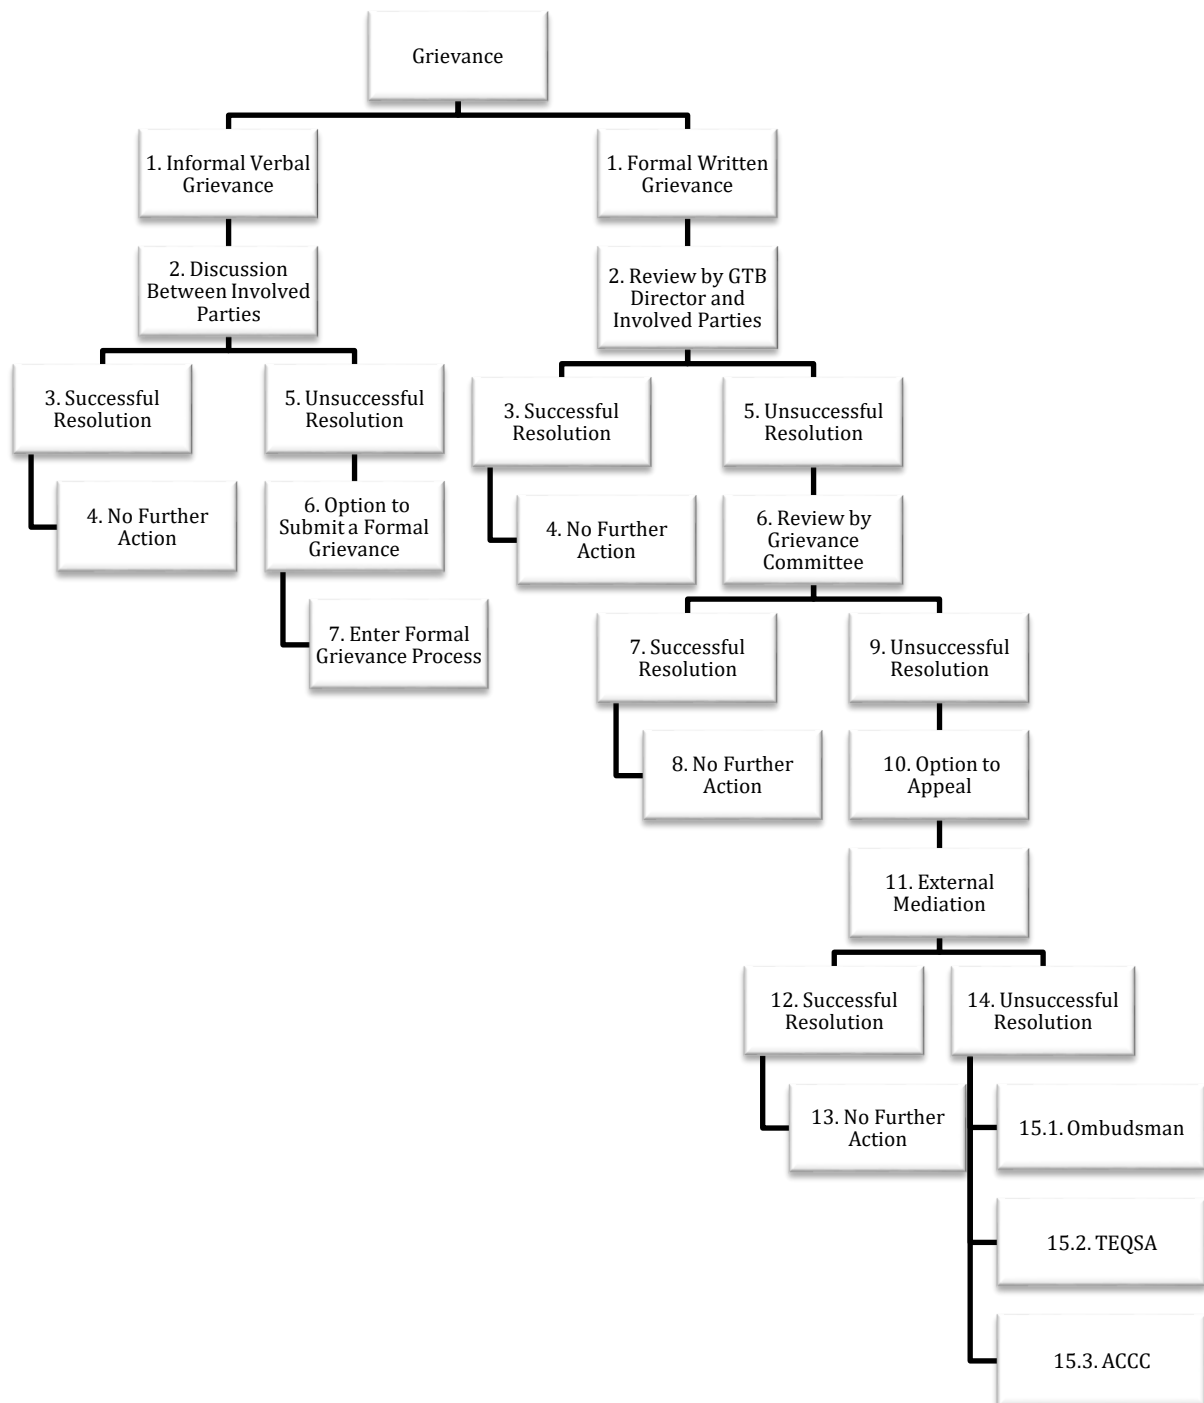 Grievance
1. Informal Verbal
Grievance
1. Formal Written
Grievance
2. Discussion
Between Involved
Parties
2. Review by GTB
Director and
Involved Parties
3. Successful
Resolution
5. Unsuccessful
Resolution
3. Successful
Resolution
5. Unsuccessful
Resolution
4. No Further
Action
6. Option to
Submit a Formal
Grievance
4. No Further
Action
6. Review by
Grievance
Committee
7. Enter Formal
Grievance Process
7. Successful
Resolution
9. Unsuccessful
Resolution
8. No Further
Action
10. Option to
Appeal
11. External
Mediation
12. Successful
Resolution
14. Unsuccessful
Resolution
13. No Further
Action
15.1. Ombudsman
15.2. TEQSA
15.3. ACCC